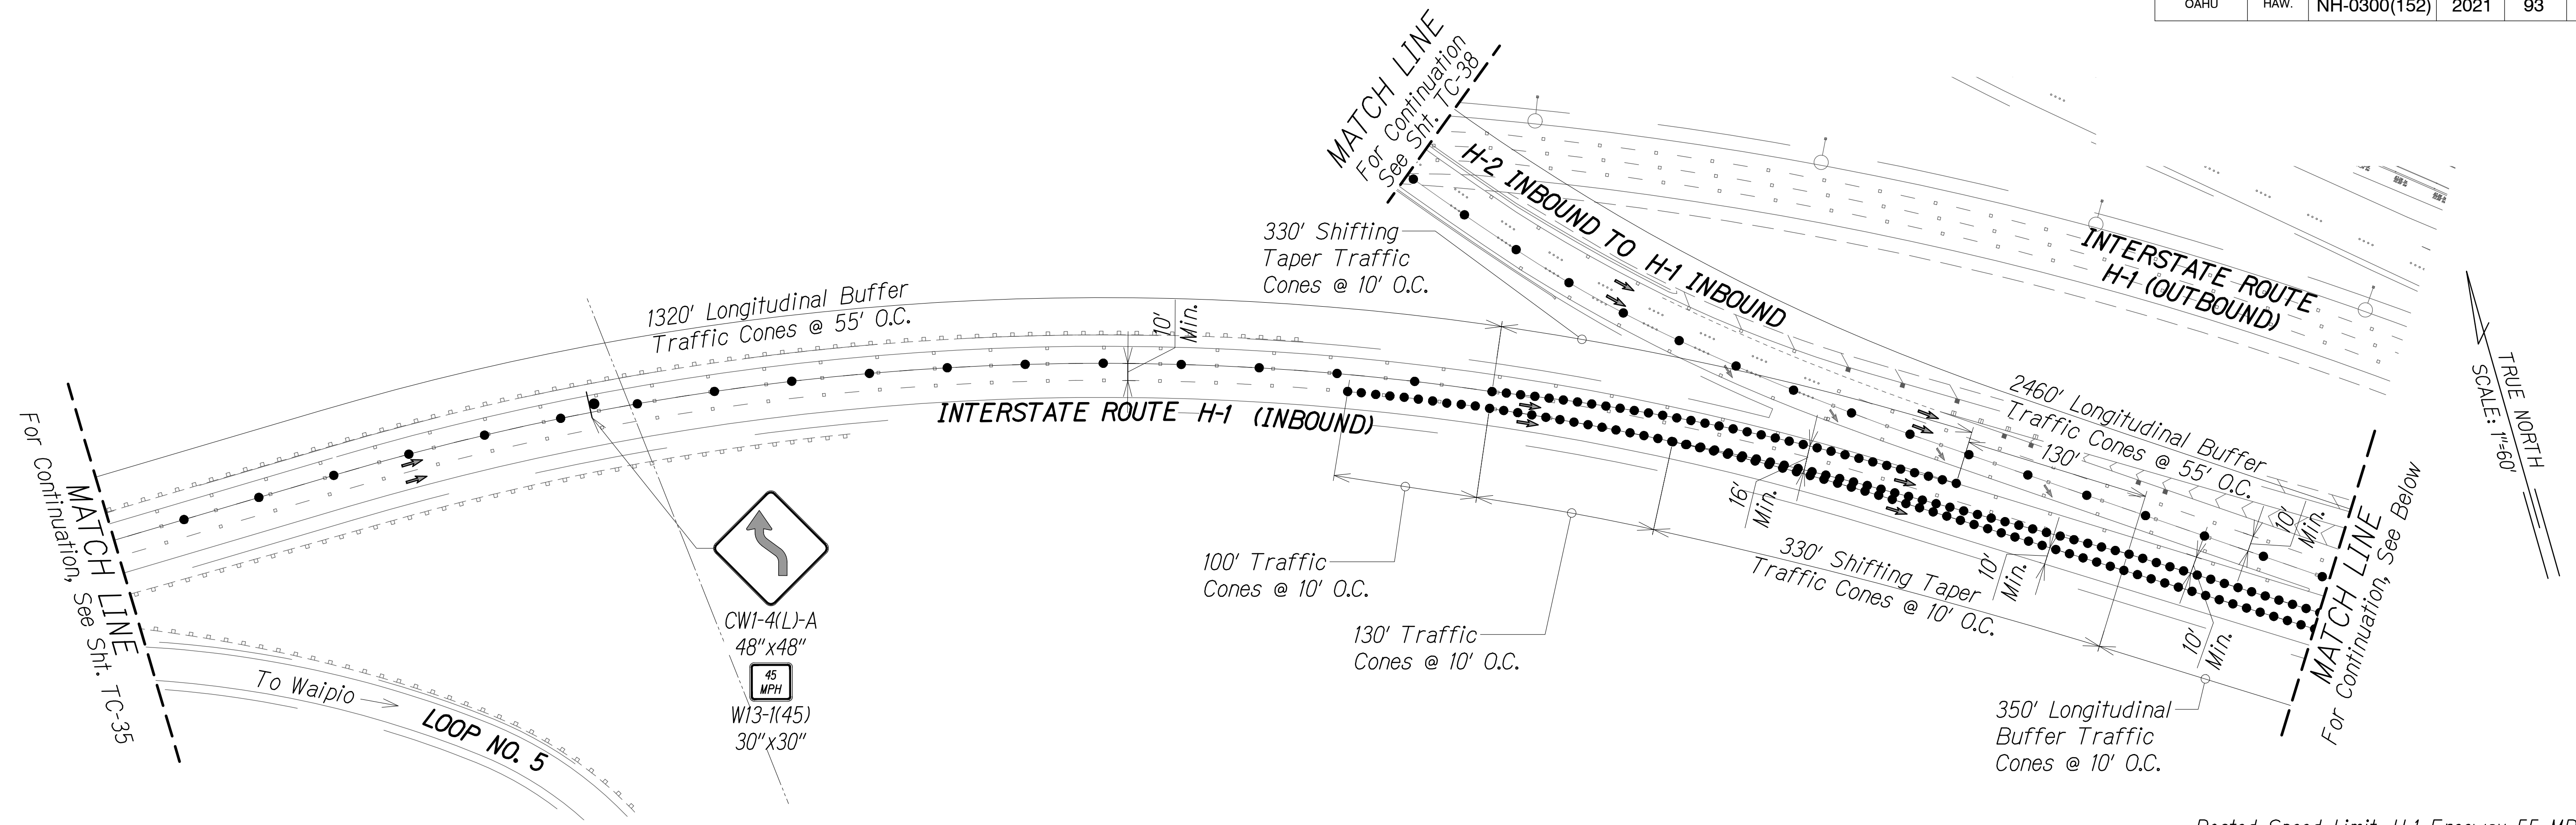 OAHU HAW. NH-0300(152) 2021 93
MATCH LINE
For Continuation
See Sht. TC-38
H-2 INBOUND TO H-1 INBOUND
INTERSTATE ROUTE
H-1 (OUTBOUND)
330' Shifting
Taper Traffic
Cones @ 10' O.C.
1320' Longitudinal Buffer
Traffic Cones @ 55' O.C.
10'
Min.
TRUE NORTH
SCALE: 1"=60'
2460' Longitudinal Buffer
Traffic Cones @ 55' O.C.
130'
INTERSTATE ROUTE H-1 (INBOUND)
MATCH LINE
For Continuation, See Sht. TC-35
16'
Min.
10'
Min.
MATCH LINE
For Continuation, See Below
100' Traffic
Cones @ 10' O.C.
330' Shifting Taper
Traffic Cones @ 10' O.C.
10'
Min.
10'
Min.
130' Traffic
Cones @ 10' O.C.
CW1-4(L)-A
48"x48"
45
MPH
W13-1(45)
30"x30"
To Waipio
LOOP NO. 5
350' Longitudinal
Buffer Traffic
Cones @ 10' O.C.